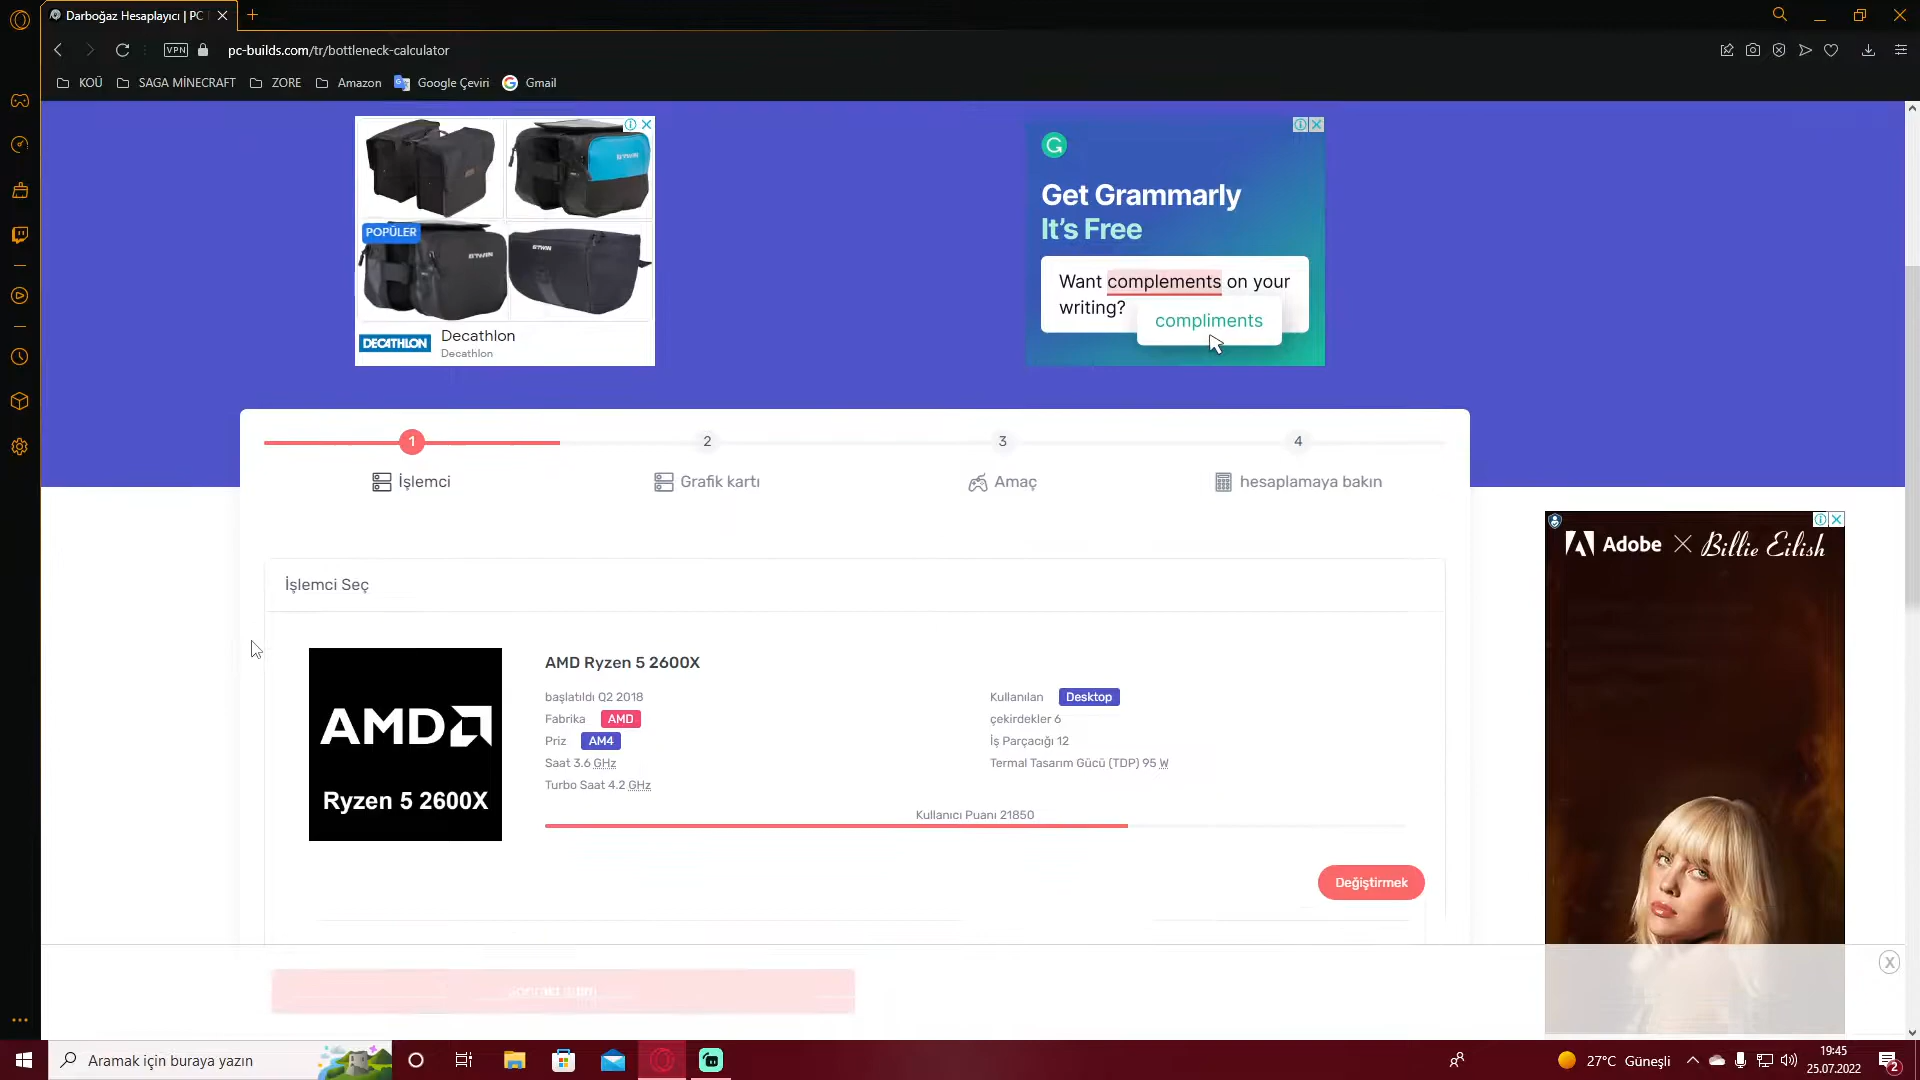 Darboğaz Hesaplayıcı | PC
VPN
pc-builds.com/tr/bottleneck-calculator
KOÜ
SAGA MİNECRAFT
ZORE
Amazon
Google Çeviri
Gmail
POPÜLER
B'TWIN
DECATHLON
Decathlon
Decathlon
Get Grammarly
It's Free
Want complements on your
writing?
compliments
1
2
3
4
İşlemci
Grafik kartı
Amaç
hesaplamaya bakın
İşlemci Seç
AMD
Ryzen 5 2600X
AMD Ryzen 5 2600X
başlatıldı Q2 2018
Fabrika AMD
Priz AM4
Saat 3.6 GHz
Turbo Saat 4.2 GHz
Kullanılan Desktop
çekirdekler 6
İş Parçacığı 12
Termal Tasarım Gücü (TDP) 95 W
Kullanıcı Puanı 21850
Değiştirmek
Adobe X Billie Eilish
X
Aramak için buraya yazın
27°C Güneşli
19:45
25.07.2022
2